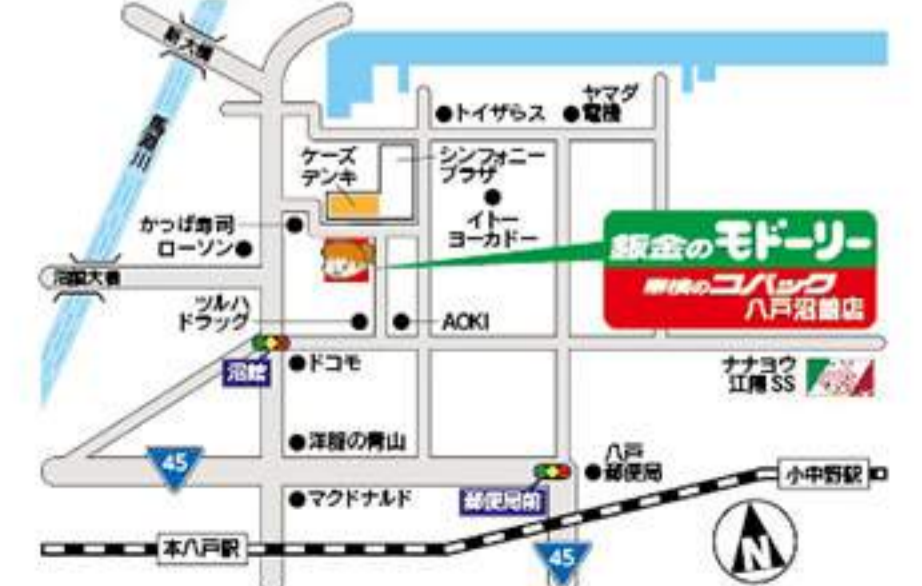 新大橋
馬淵川
トイザらス
ヤマダ
電機
ケーズ
デンキ
シンフォニー
プラザ
イトー
ヨーカドー
かっぱ寿司
ローソン
沼館大橋
鈑金のモドーリー
車検のコバック
八戸沼館店
ツルハ
ドラッグ
AOKI
沼館
ドコモ
ナナヨウ
江陽SS
洋服の青山
45
八戸
郵便局
郵便局前
マクドナルド
小中野駅
本八戸駅
45
N